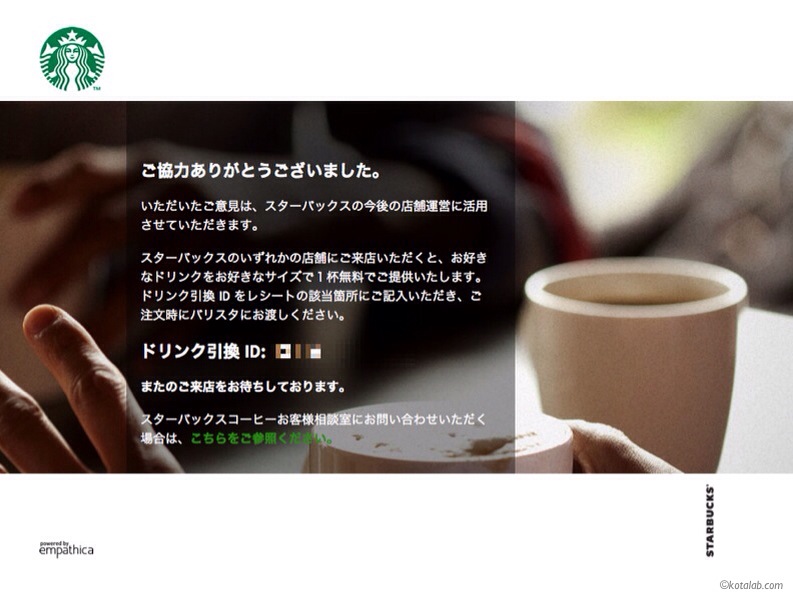 TM
ご協力ありがとうございました。
いただいたご意見は、スターバックスの今後の店舗運営に活用
させていただきます。
スターバックスのいずれかの店舗にご来店いただくと、お好き
なドリンクをお好きなサイズで1杯無料でご提供いたします。
ドリンク引換 ID をレシートの該当箇所にご記入いただき、ご
注文時にバリスタにお渡しください。
ドリンク引換 ID:
またのご来店をお待ちしております。
スターバックスコーヒーお客様相談室にお問い合わせいただく
場合は、こちらをご参照ください。
STARBUCKS
powered by
empathica
©kotalab.com